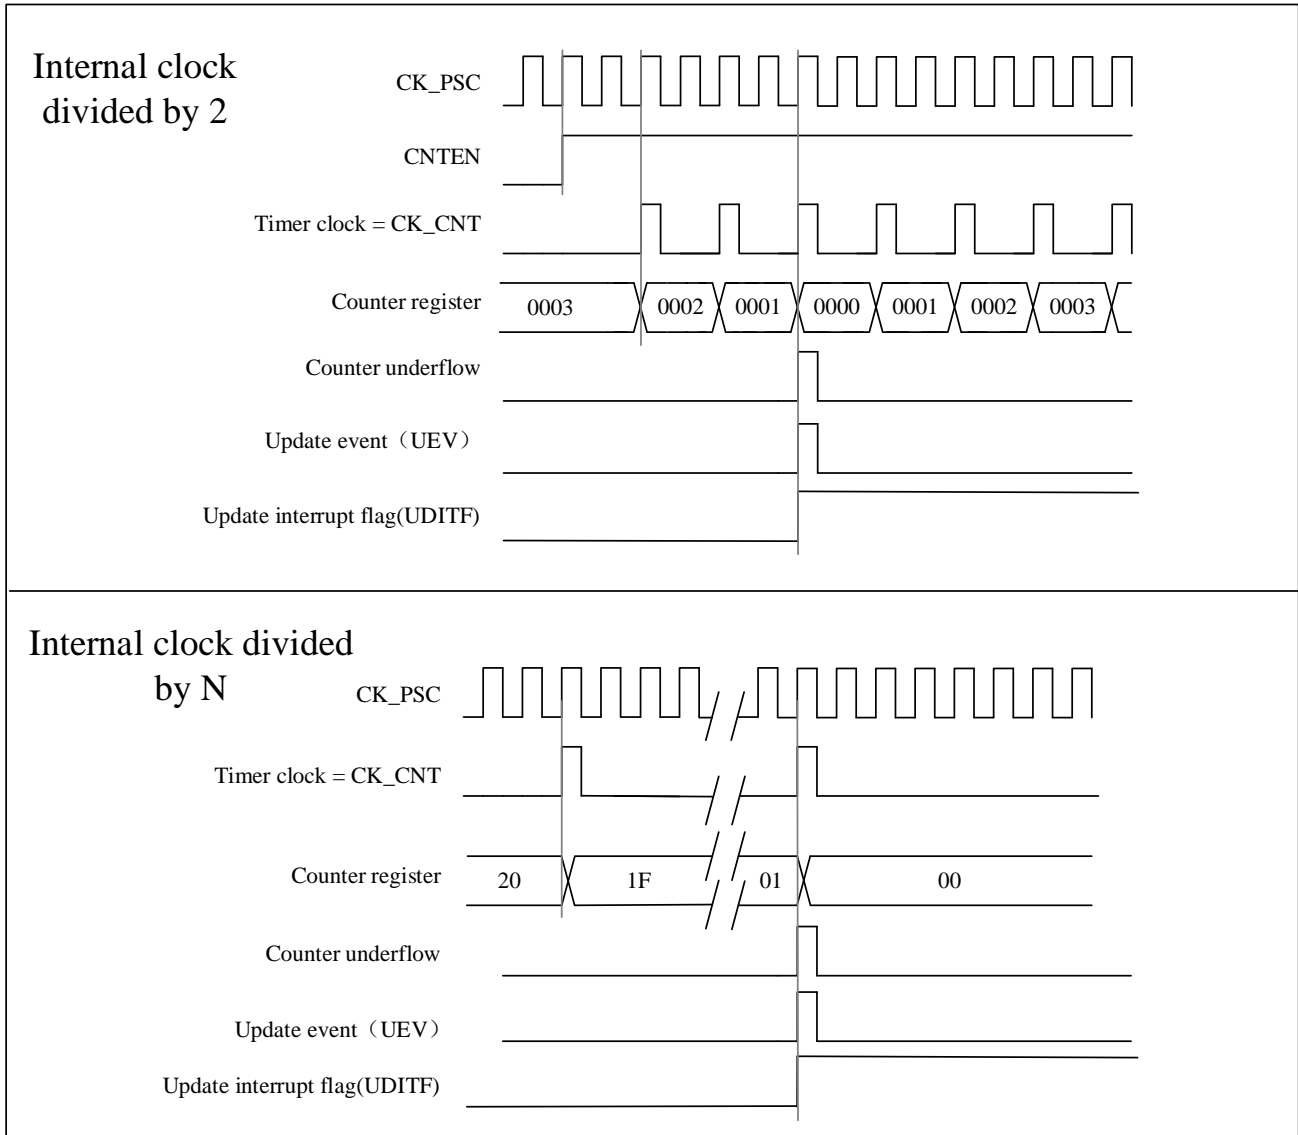 Internal clock
divided by 2
CK_PSC
CNTEN
Timer clock = CK_CNT
Counter register
0003 0002 0001 0000 0001 0002 0003
Counter underflow
Update event（UEV）
Update interrupt flag(UDITF)
Internal clock divided
by N
CK_PSC
Timer clock = CK_CNT
Counter register
20 1F 01 00
Counter underflow
Update event（UEV）
Update interrupt flag(UDITF)